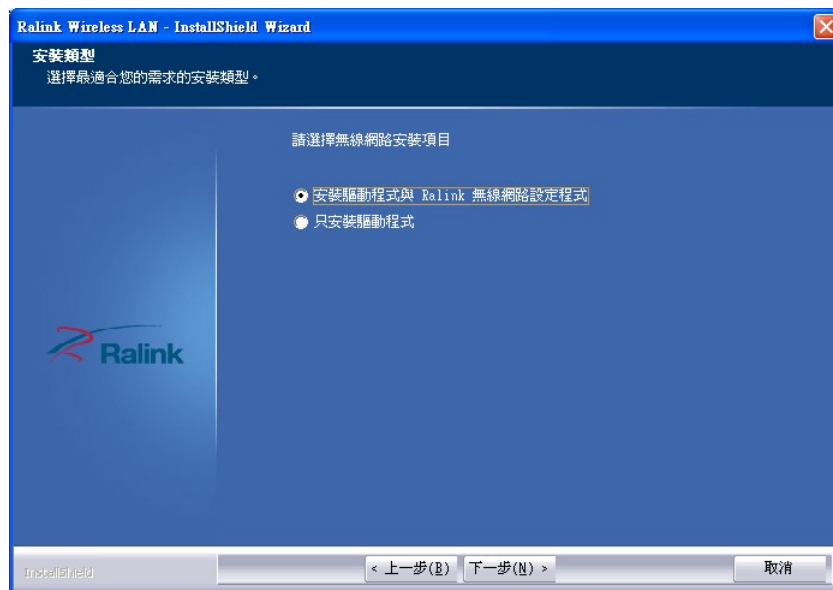 Ralink Wireless LAN - InstallShield Wizard
安裝類型
選擇最適合您的需求的安裝類型。
請選擇無線網路安裝項目
安裝驅動程式與 Ralink 無線網路設定程式
只安裝驅動程式
Ralink
InstallShield
< 上一步(B)
下一步(N) >
取消